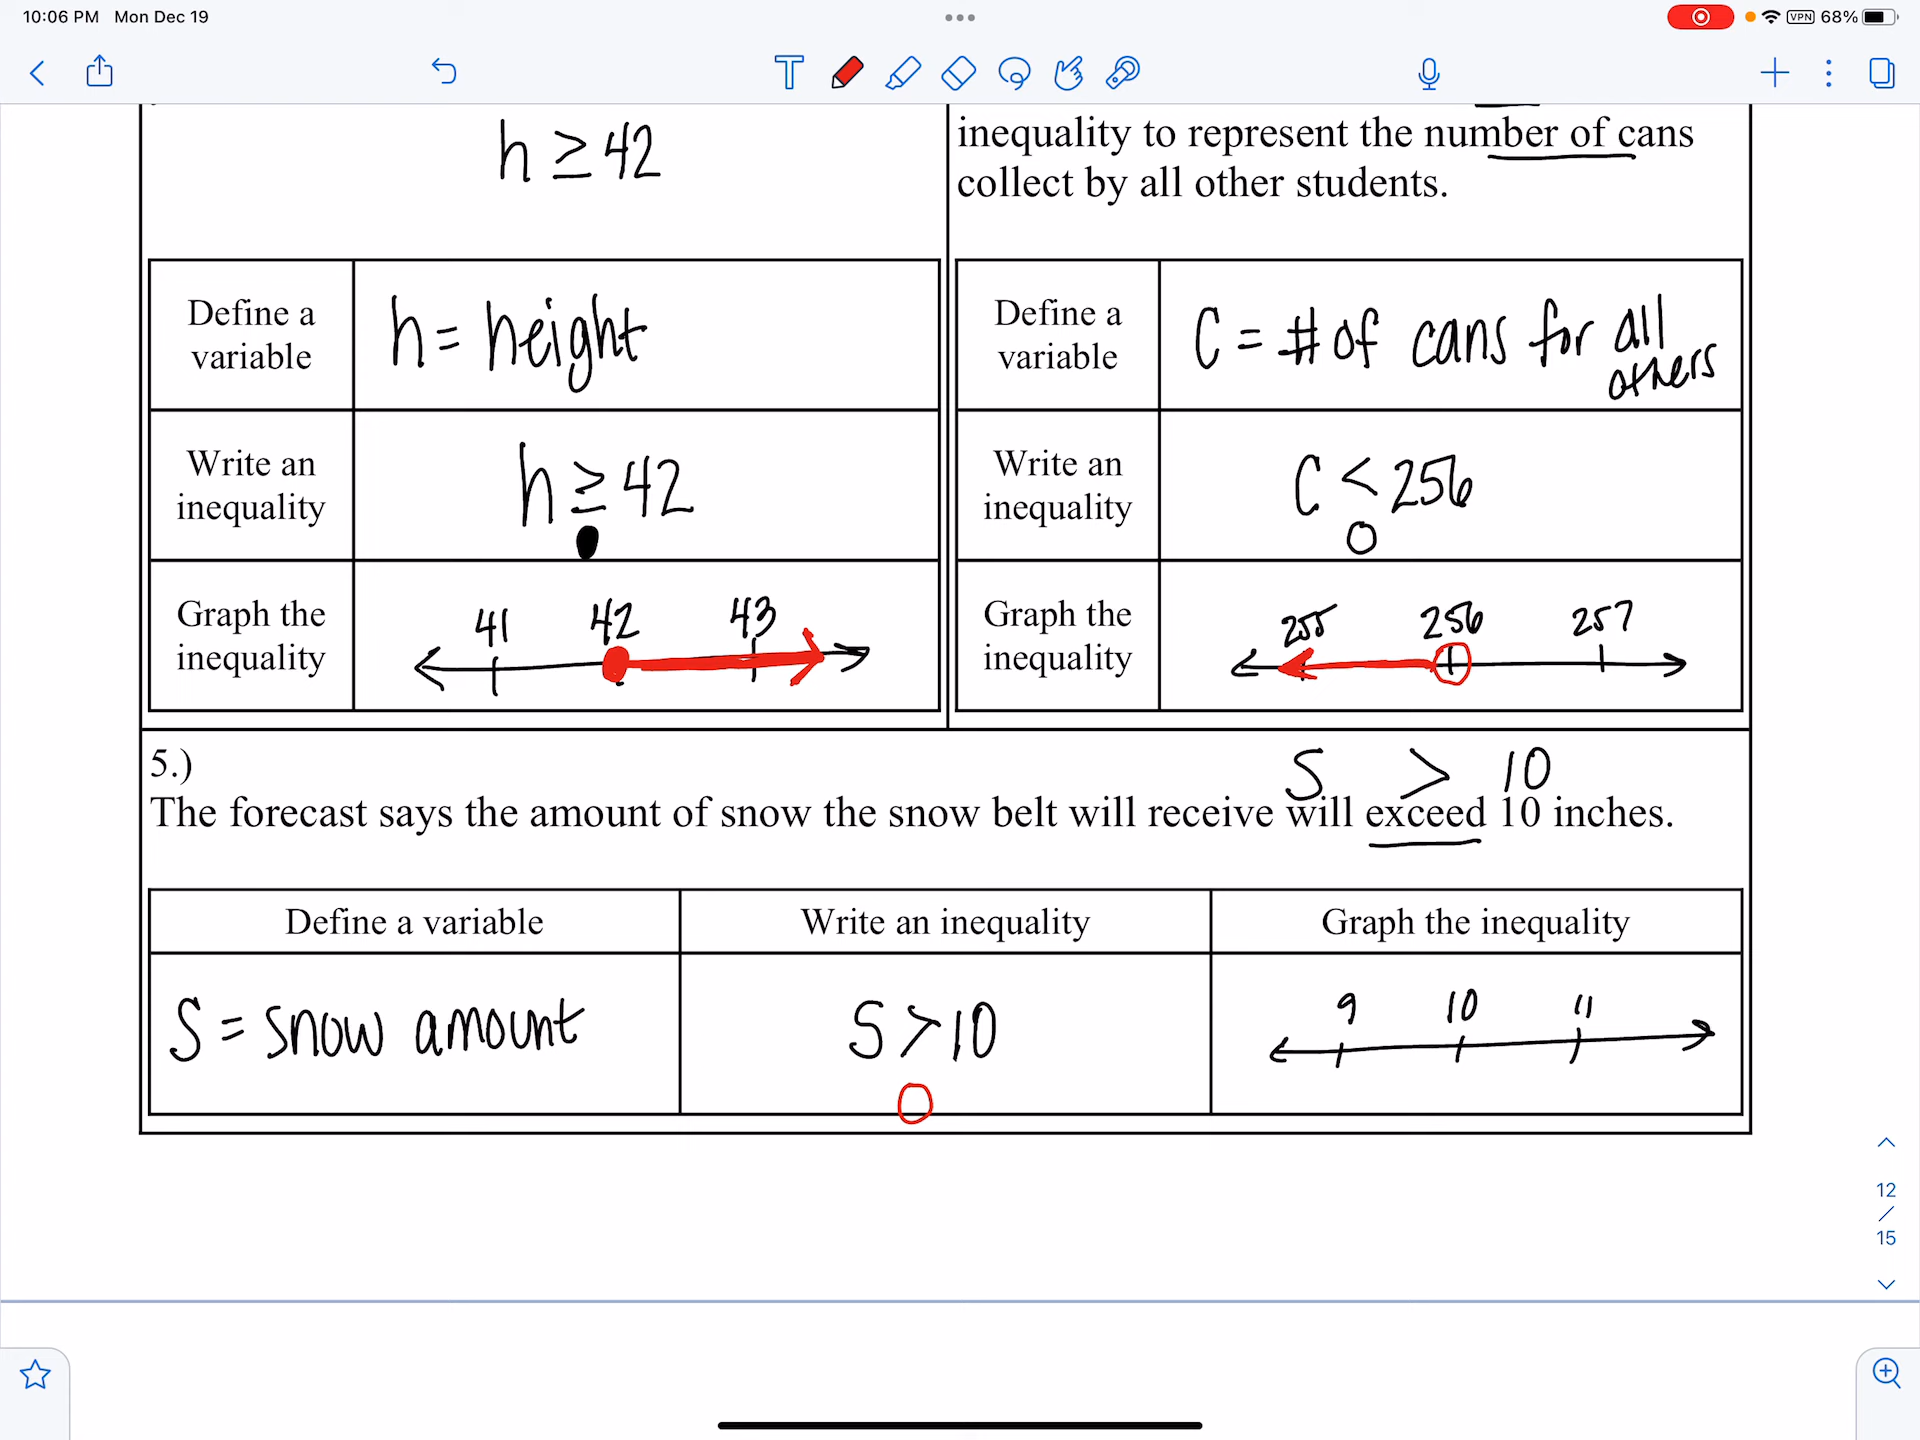 10:06 PM Mon Dec 19
VPN 68%
T
h ≥ 42
inequality to represent the number of cans
collect by all other students.
Define a
variable
h = height
Write an
inequality
h ≥ 42
Graph the
inequality
41 42 43
Define a
variable
C = # of cans for all
others
Write an
inequality
C < 256
Graph the
inequality
255 256 257
5.)
S > 10
The forecast says the amount of snow the snow belt will receive will exceed 10 inches.
Define a variable
Write an inequality
Graph the inequality
S = snow amount
S > 10
9 10 11
12
/
15